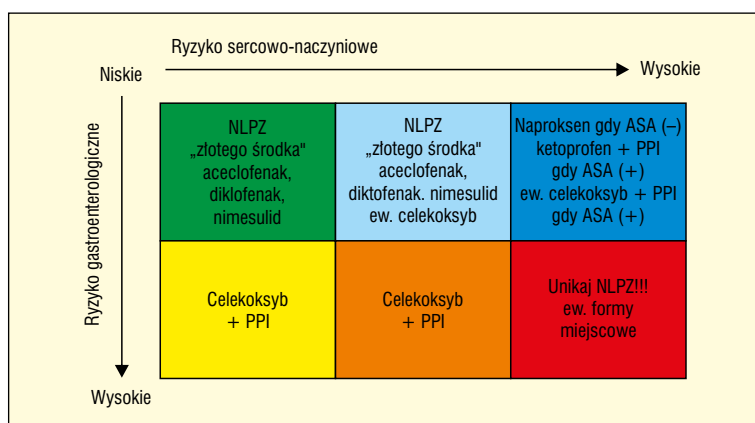 Ryzyko sercowo-naczyniowe
Niskie
Wysokie
Ryzyko gastroenterologiczne
NLPZ
„złotego środka"
aceclofenak,
diklofenak,
nimesulid
NLPZ
„złotego środka"
aceclofenak,
diktofenak. nimesulid
ew. celekoksyb
Naproksen gdy ASA (–)
ketoprofen + PPI
gdy ASA (+)
ew. celekoksyb + PPI
gdy ASA (+)
Celekoksyb
+ PPI
Celekoksyb
+ PPI
Unikaj NLPZ!!!
ew. formy
miejscowe
Wysokie